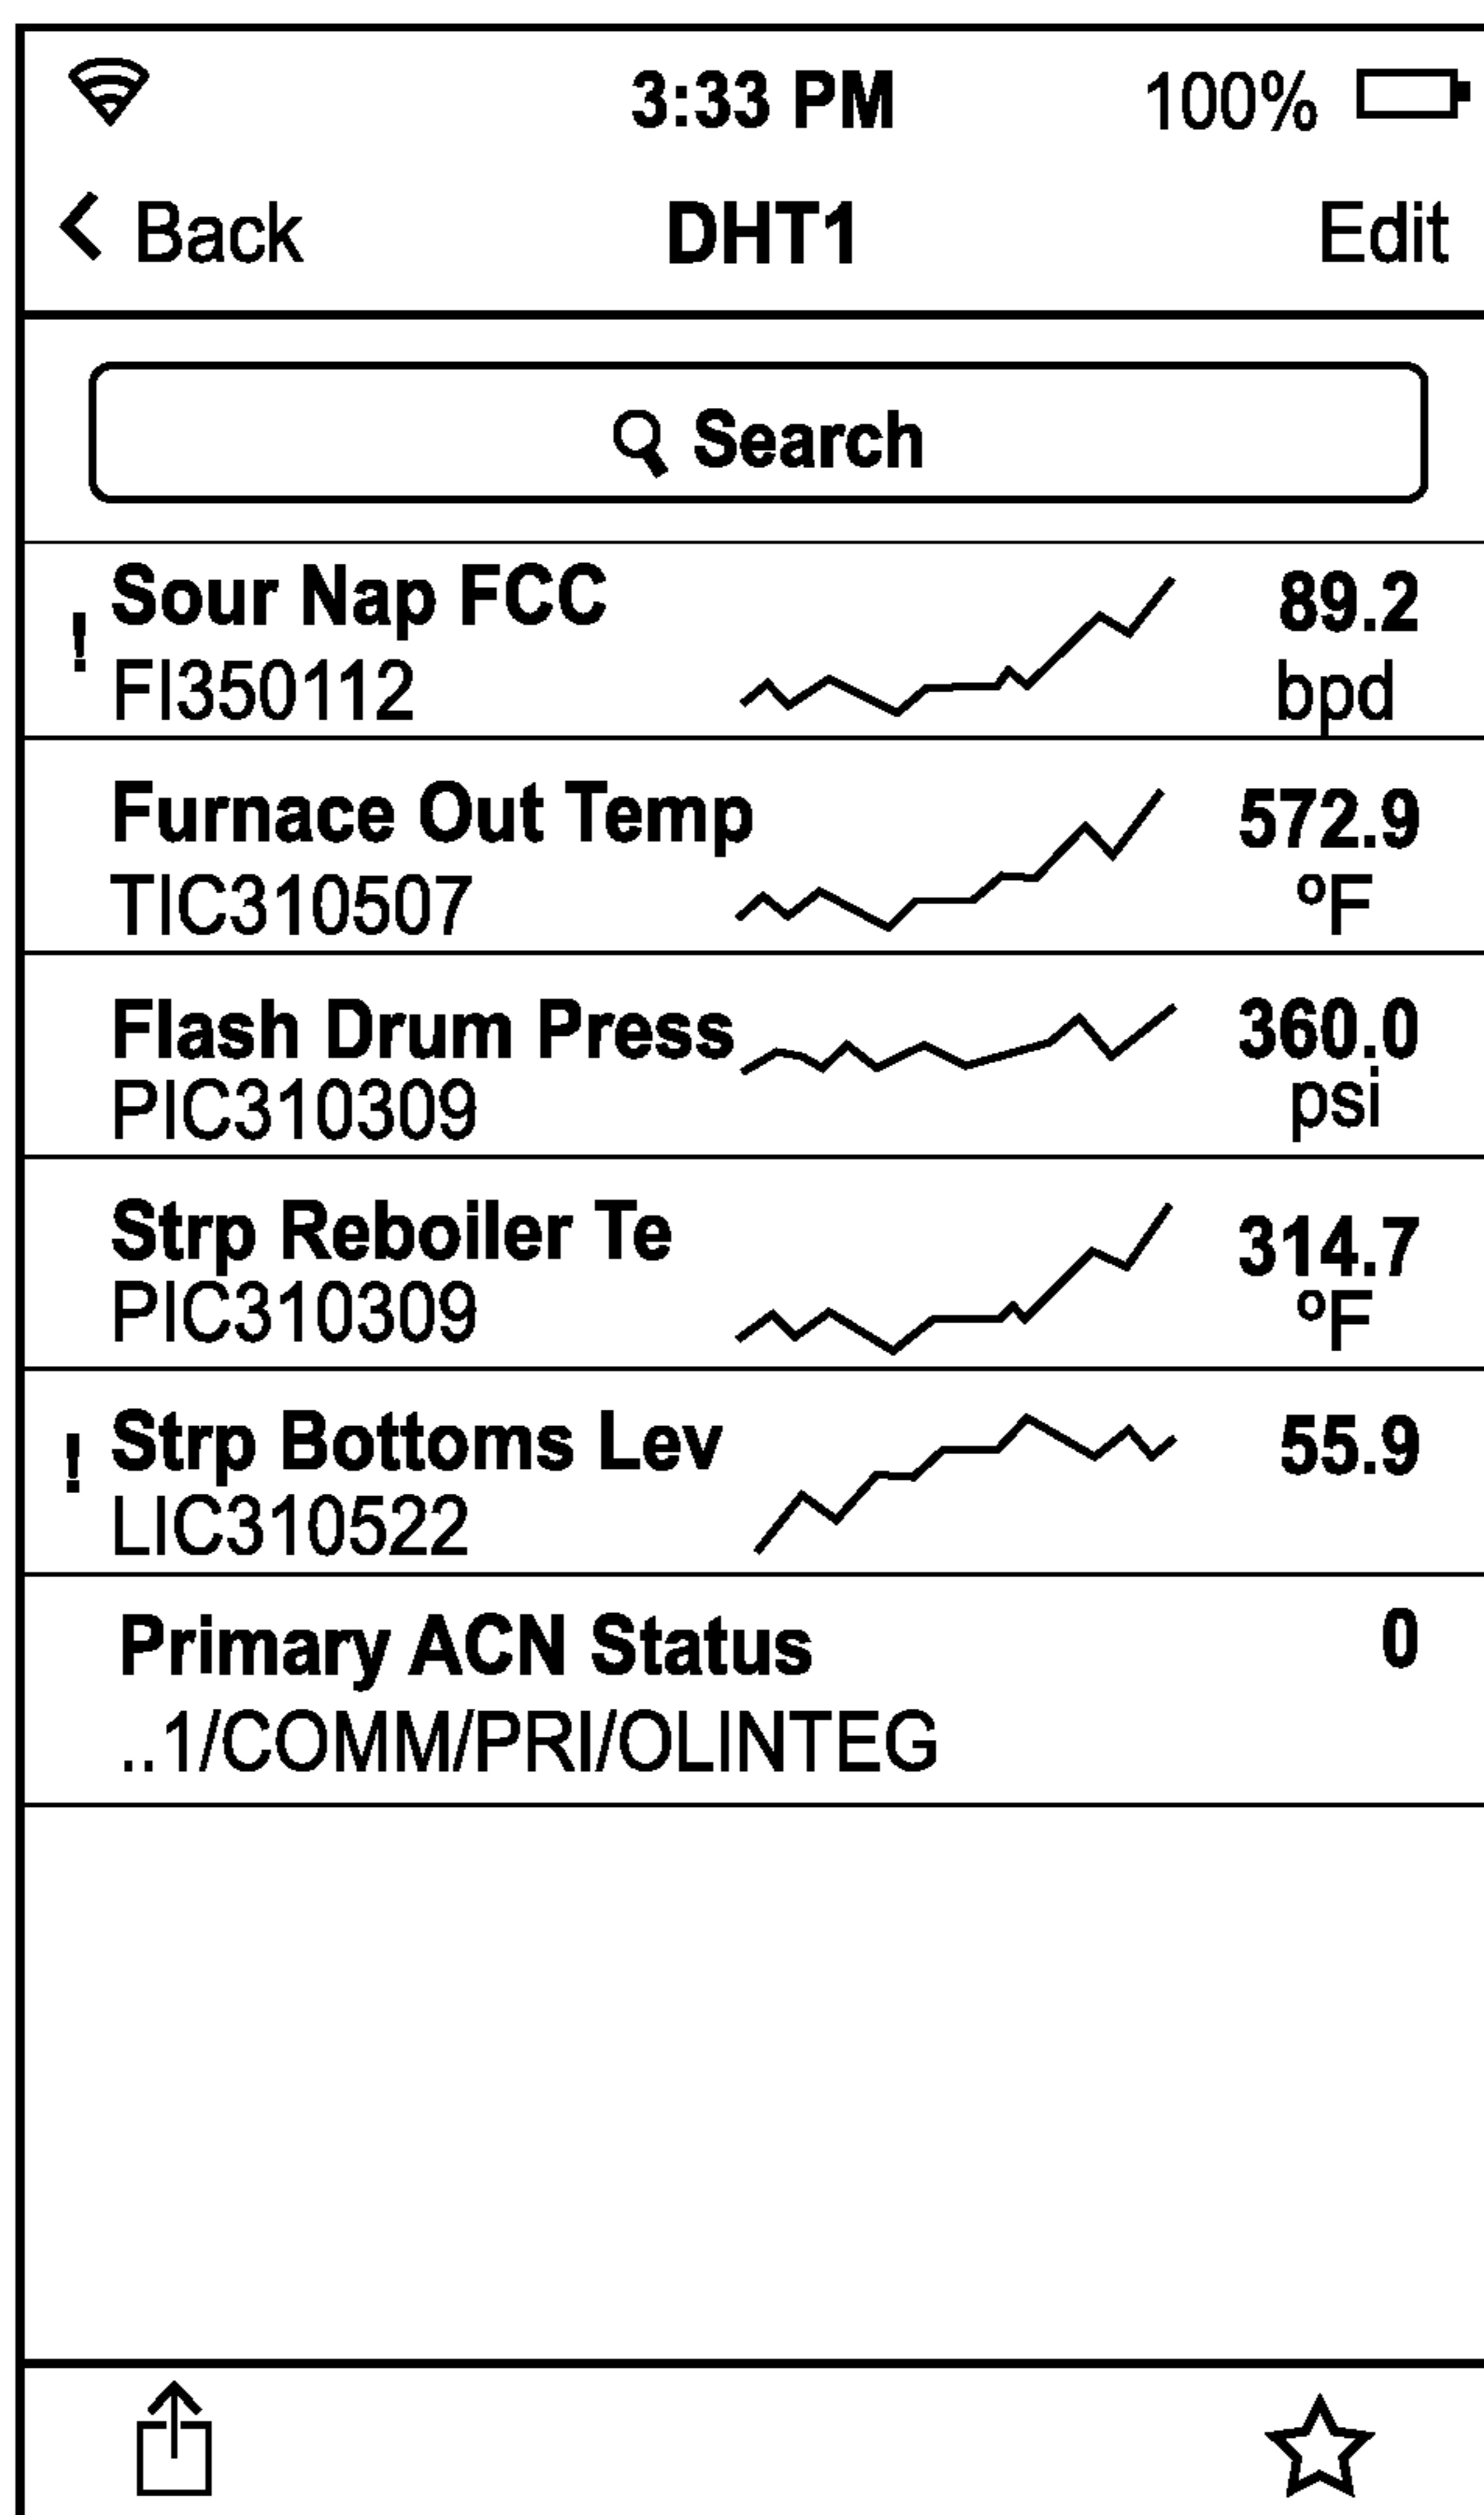 3:33 PM 100%
Back DHT1 Edit
Search
! Sour Nap FCC 89.2
FI350112 bpd
Furnace Out Temp 572.9
TIC310507 °F
Flash Drum Press 360.0
PIC310309 psi
Strp Reboiler Te 314.7
PIC310309 °F
! Strp Bottoms Lev 55.9
LIC310522
Primary ACN Status 0
..1/COMM/PRI/OLINTEG